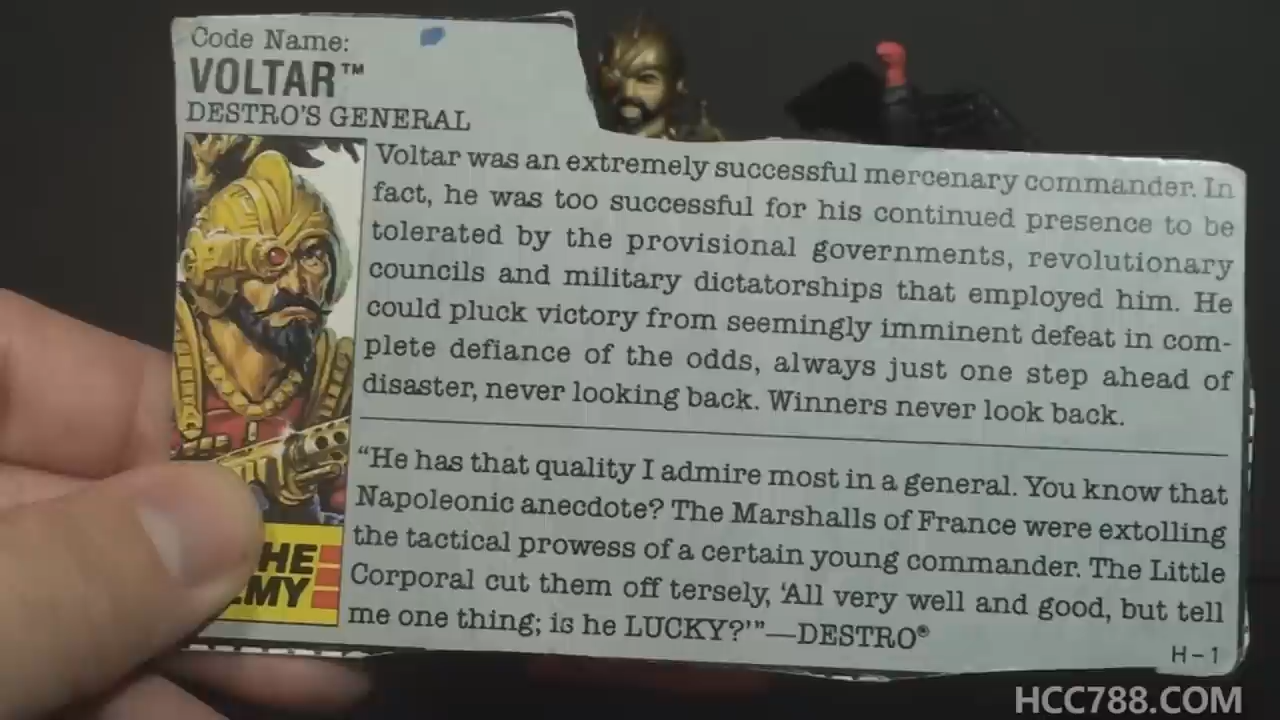 Code Name:
VOLTAR™
DESTRO'S GENERAL
Voltar was an extremely successful mercenary commander. In
fact, he was too successful for his continued presence to be
tolerated by the provisional governments, revolutionary
councils and military dictatorships that employed him. He
could pluck victory from seemingly imminent defeat in com-
plete defiance of the odds, always just one step ahead of
disaster, never looking back. Winners never look back.
“He has that quality I admire most in a general. You know that
Napoleonic anecdote? The Marshalls of France were extolling
the tactical prowess of a certain young commander. The Little
Corporal cut them off tersely, ‘All very well and good, but tell
me one thing; is he LUCKY?’”—DESTRO®
H-1
HCC788.COM